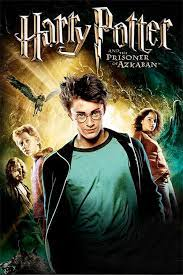 Harry Potter
AND THE
PRISONER
OF
AZKABAN